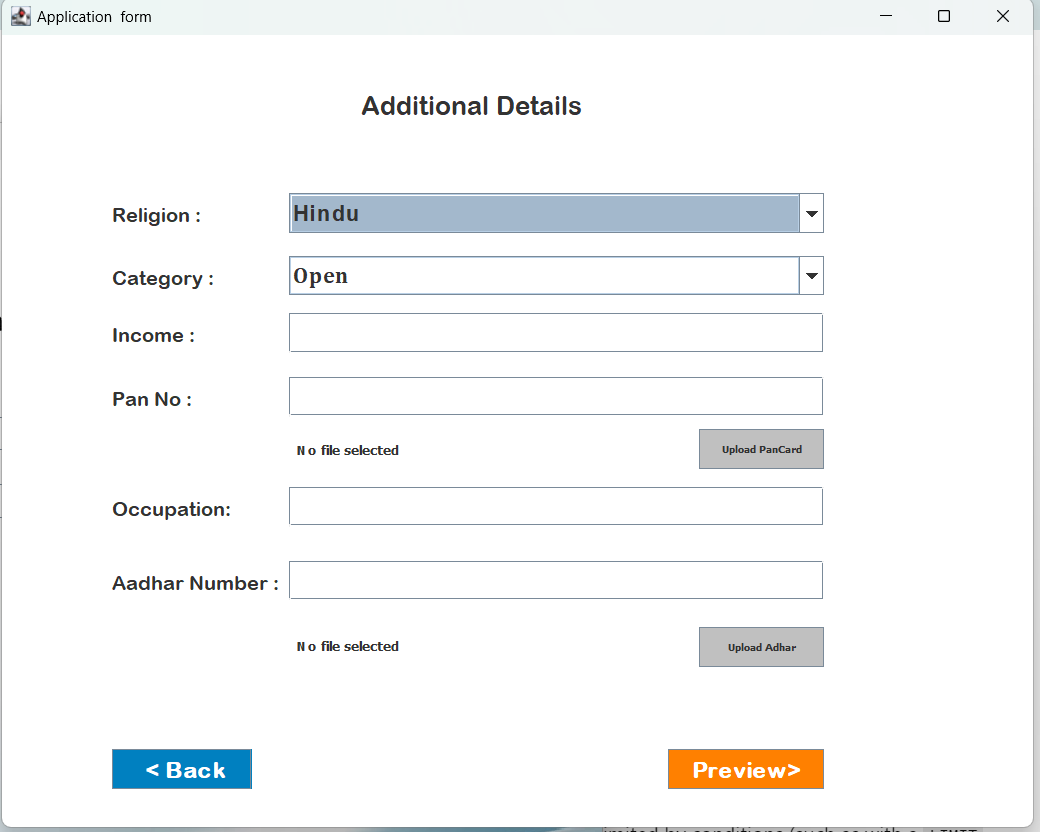 Application form
Additional Details
Religion :
Hindu
Category :
Open
Income :
Pan No :
No file selected
Upload PanCard
Occupation:
Aadhar Number :
No file selected
Upload Adhar
< Back
Preview>